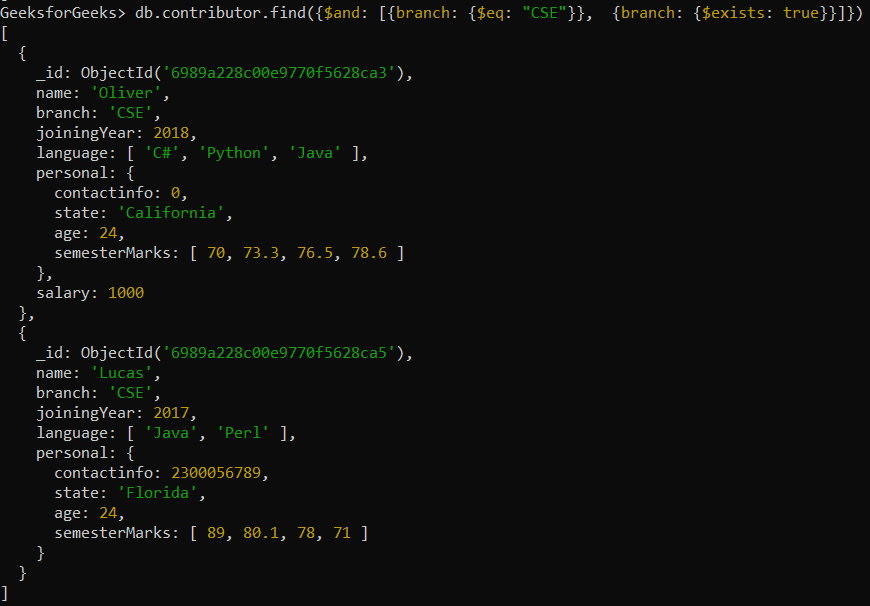 GeeksforGeeks> db.contributor.find({$and: [{branch: {$eq: "CSE"}},  {branch: {$exists: true}}]})
[
  {
    _id: ObjectId('6989a228c00e9770f5628ca3'),
    name: 'Oliver',
    branch: 'CSE',
    joiningYear: 2018,
    language: [ 'C#', 'Python', 'Java' ],
    personal: {
      contactinfo: 0,
      state: 'California',
      age: 24,
      semesterMarks: [ 70, 73.3, 76.5, 78.6 ]
    },
    salary: 1000
  },
  {
    _id: ObjectId('6989a228c00e9770f5628ca5'),
    name: 'Lucas',
    branch: 'CSE',
    joiningYear: 2017,
    language: [ 'Java', 'Perl' ],
    personal: {
      contactinfo: 2300056789,
      state: 'Florida',
      age: 24,
      semesterMarks: [ 89, 80.1, 78, 71 ]
    }
  }
]